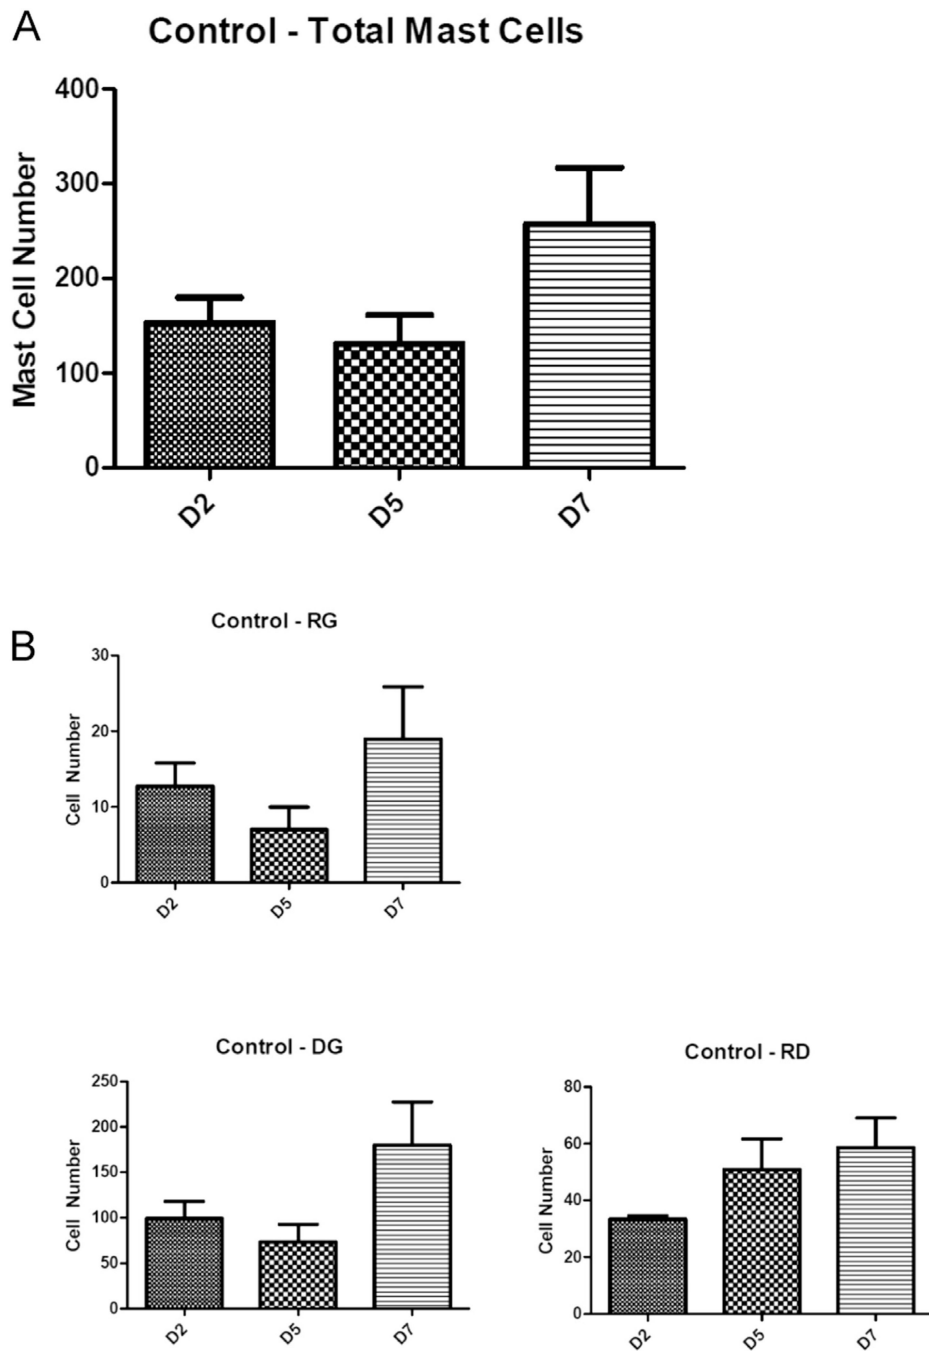 A
Control - Total Mast Cells
Mast Cell Number
400
300
200
100
0
D2
D5
D7
B
Control - RG
Cell Number
30
20
10
0
D2
D5
D7
Control - DG
Cell Number
250
200
150
100
50
0
D2
D5
D7
Control - RD
Cell Number
80
60
40
20
0
D2
D5
D7